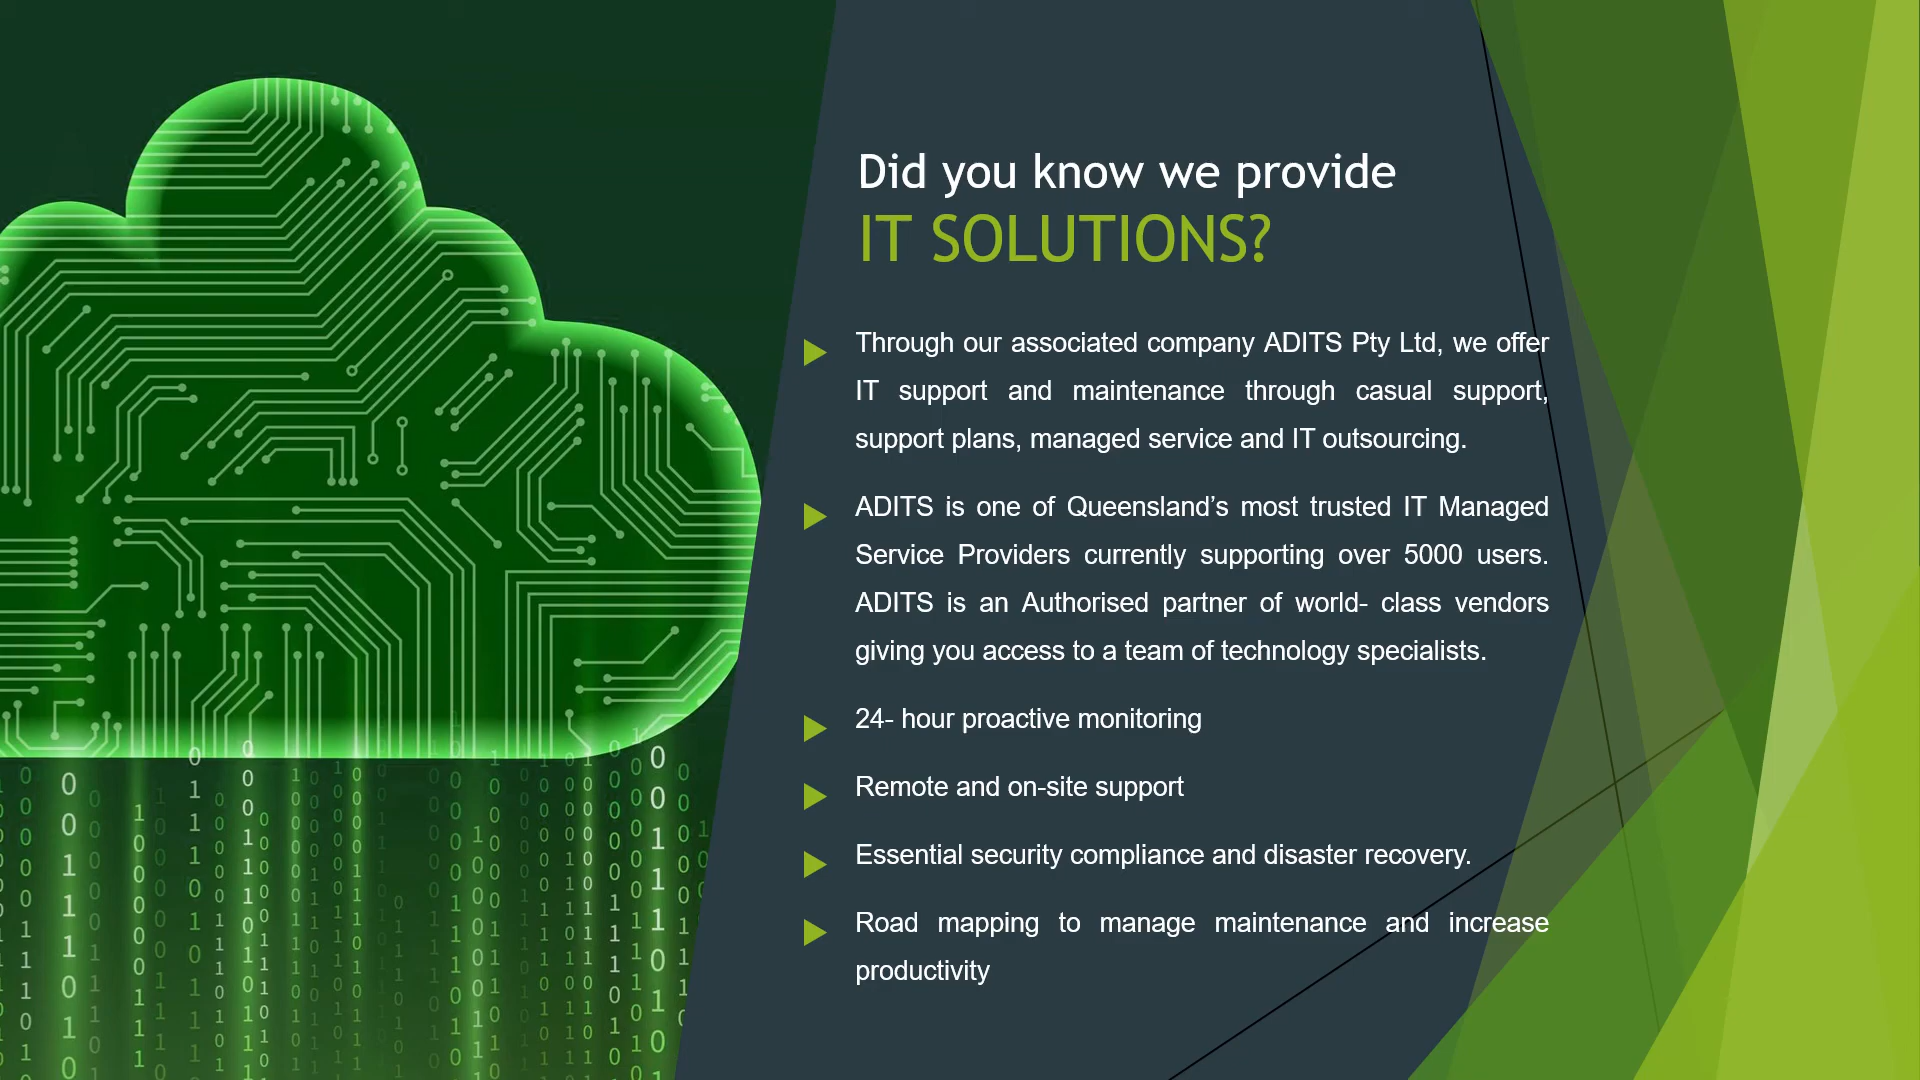 Did you know we provide
IT SOLUTIONS?
Through our associated company ADITS Pty Ltd, we offer
IT support and maintenance through casual support,
support plans, managed service and IT outsourcing.
ADITS is one of Queensland’s most trusted IT Managed
Service Providers currently supporting over 5000 users.
ADITS is an Authorised partner of world- class vendors
giving you access to a team of technology specialists.
24- hour proactive monitoring
Remote and on-site support
Essential security compliance and disaster recovery.
Road mapping to manage maintenance and increase
productivity